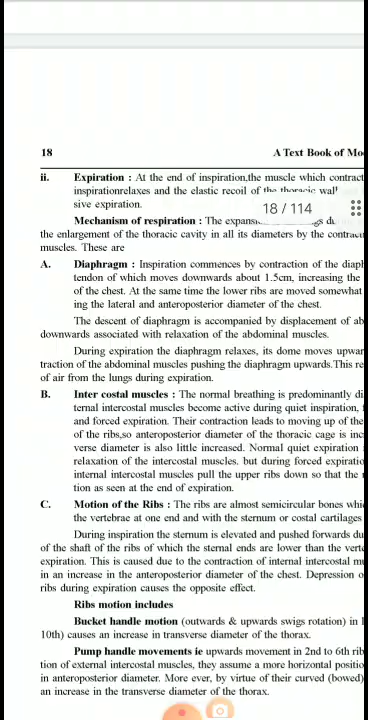 18
A Text Book of
ii. Expiration : At the end of inspiration,the muscle which contract
inspirationrelaxes and the elastic recoil of the thoracic wall
sive expiration.
18 / 114
Mechanism of respiration : The
the enlargement of the thoracic cavity in all its diameters by the
muscles. These are
A. Diaphragm : Inspiration commences by contraction of the
tendon of which moves downwards about 1.5cm, increasing the
of the chest. At the same time the lower ribs are moved somewhat
ing the lateral and anteroposterior diameter of the chest.
The descent of diaphragm is accompanied by displacement of
downwards associated with relaxation of the abdominal muscles.
During expiration the diaphragm relaxes, its dome moves
traction of the abdominal muscles pushing the diaphragm upwards.This
of air from the lungs during expiration.
B. Inter costal muscles : The normal breathing is predominantly
ternal intercostal muscles become active during quiet inspiration,
and forced expiration. Their contraction leads to moving up of the
of the ribs,so anteroposterior diameter of the thoracic cage is
verse diameter is also little increased. Normal quiet expiration
relaxation of the intercostal muscles, but during forced
internal intercostal muscles pull the upper ribs down so that the
tion as seen at the end of expiration.
C. Motion of the Ribs : The ribs are almost semicircular bones
the vertebrae at one end and with the sternum or costal cartilages
During inspiration the sternum is elevated and pushed forwards
of the shaft of the ribs of which the sternal ends are lower than the
expiration. This is caused due to the contraction of internal intercostal
in an increase in the anteroposterior diameter of the chest. Depression
ribs during expiration causes the opposite effect.
Ribs motion includes
Bucket handle motion (outwards & upwards swigs rotation) in
10th) causes an increase in transverse diameter of the thorax.
Pump handle movements ie upwards movement in 2nd to 6th rib
tion of external intercostal muscles, they assume a more horizontal
in anteroposterior diameter. More ever, by virtue of their curved (bowed)
an increase in the transverse diameter of the thorax.